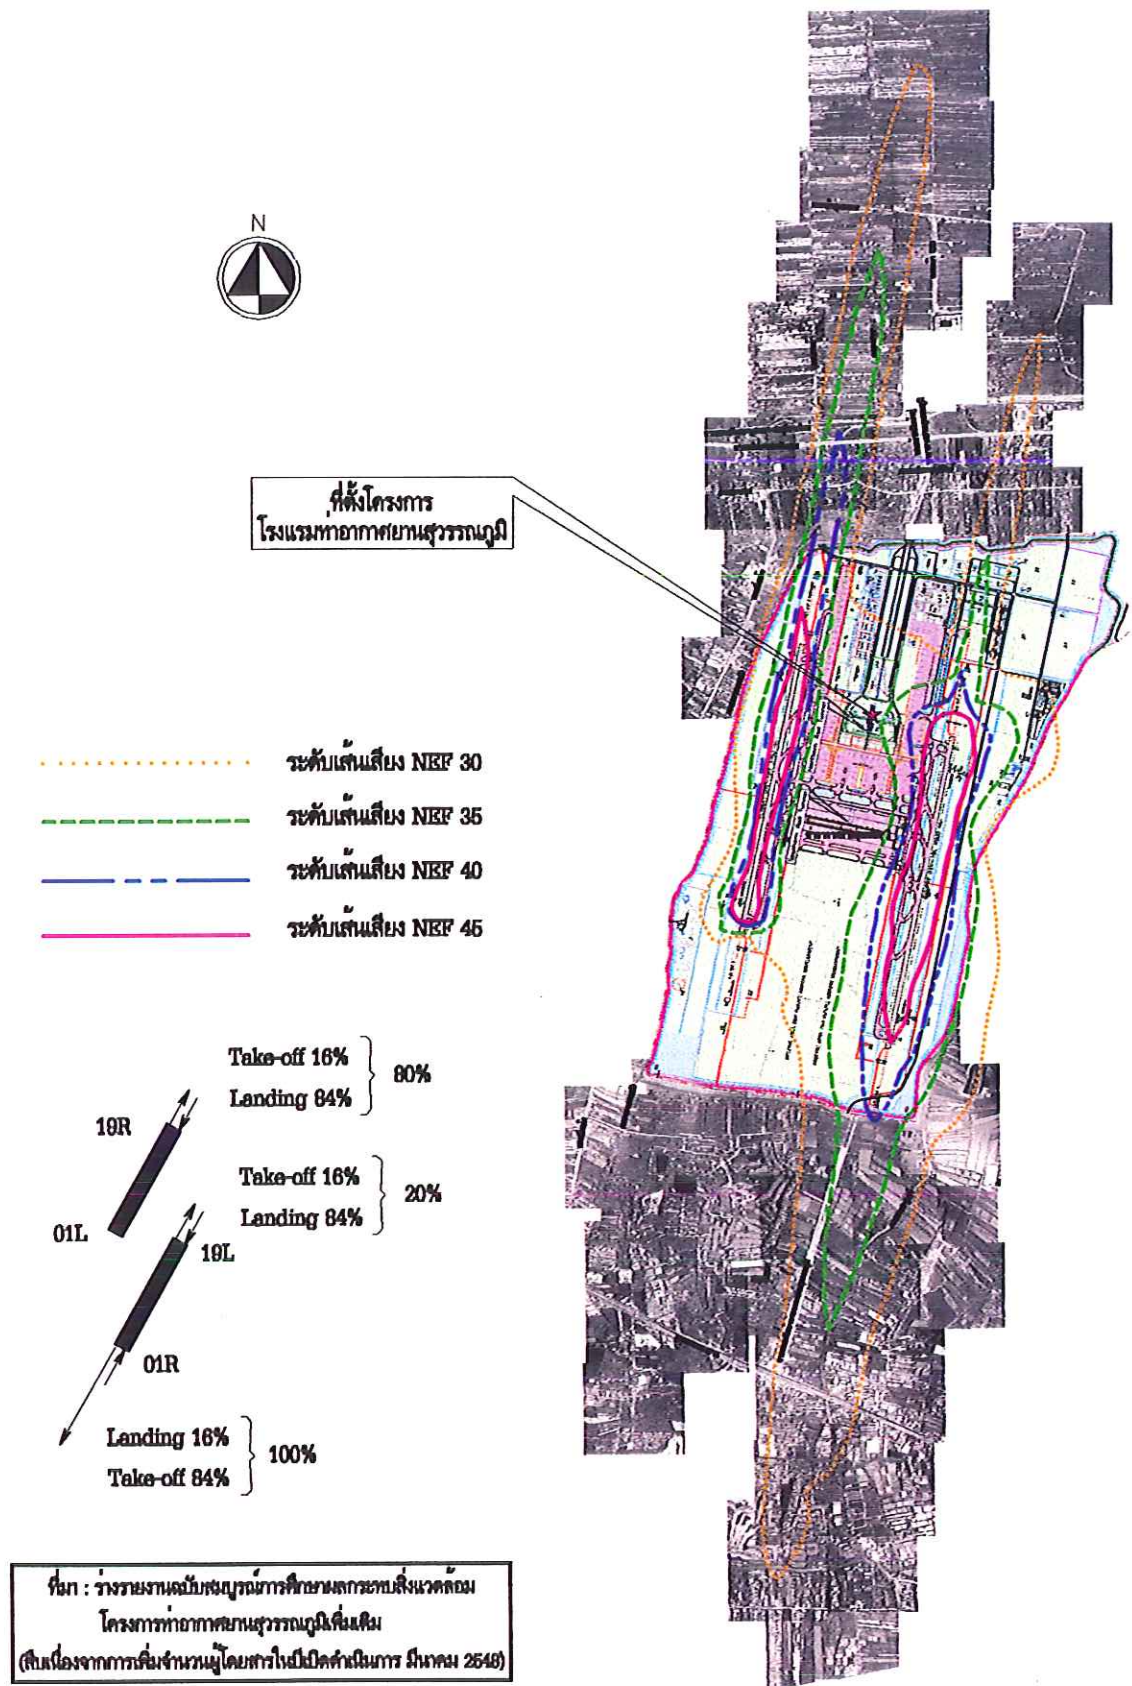 N
ที่ตั้งโครงการ
โรงแรมท่าอากาศยานสุวรรณภูมิ
ระดับเส้นเสียง NEF 30
ระดับเส้นเสียง NEF 35
ระดับเส้นเสียง NEF 40
ระดับเส้นเสียง NEF 45
Take-off 16%
Landing 84%
80%
19R
01L
Take-off 16%
Landing 84%
20%
19L
01R
Landing 16%
Take-off 84%
100%
ที่มา : ร่างรายงานฉบับสมบูรณ์การศึกษาผลกระทบสิ่งแวดล้อม
โครงการท่าอากาศยานสุวรรณภูมิเพิ่มเติม
(สืบเนื่องจากการเพิ่มจำนวนผู้โดยสารในปีเปิดดำเนินการ มีนาคม 2548)